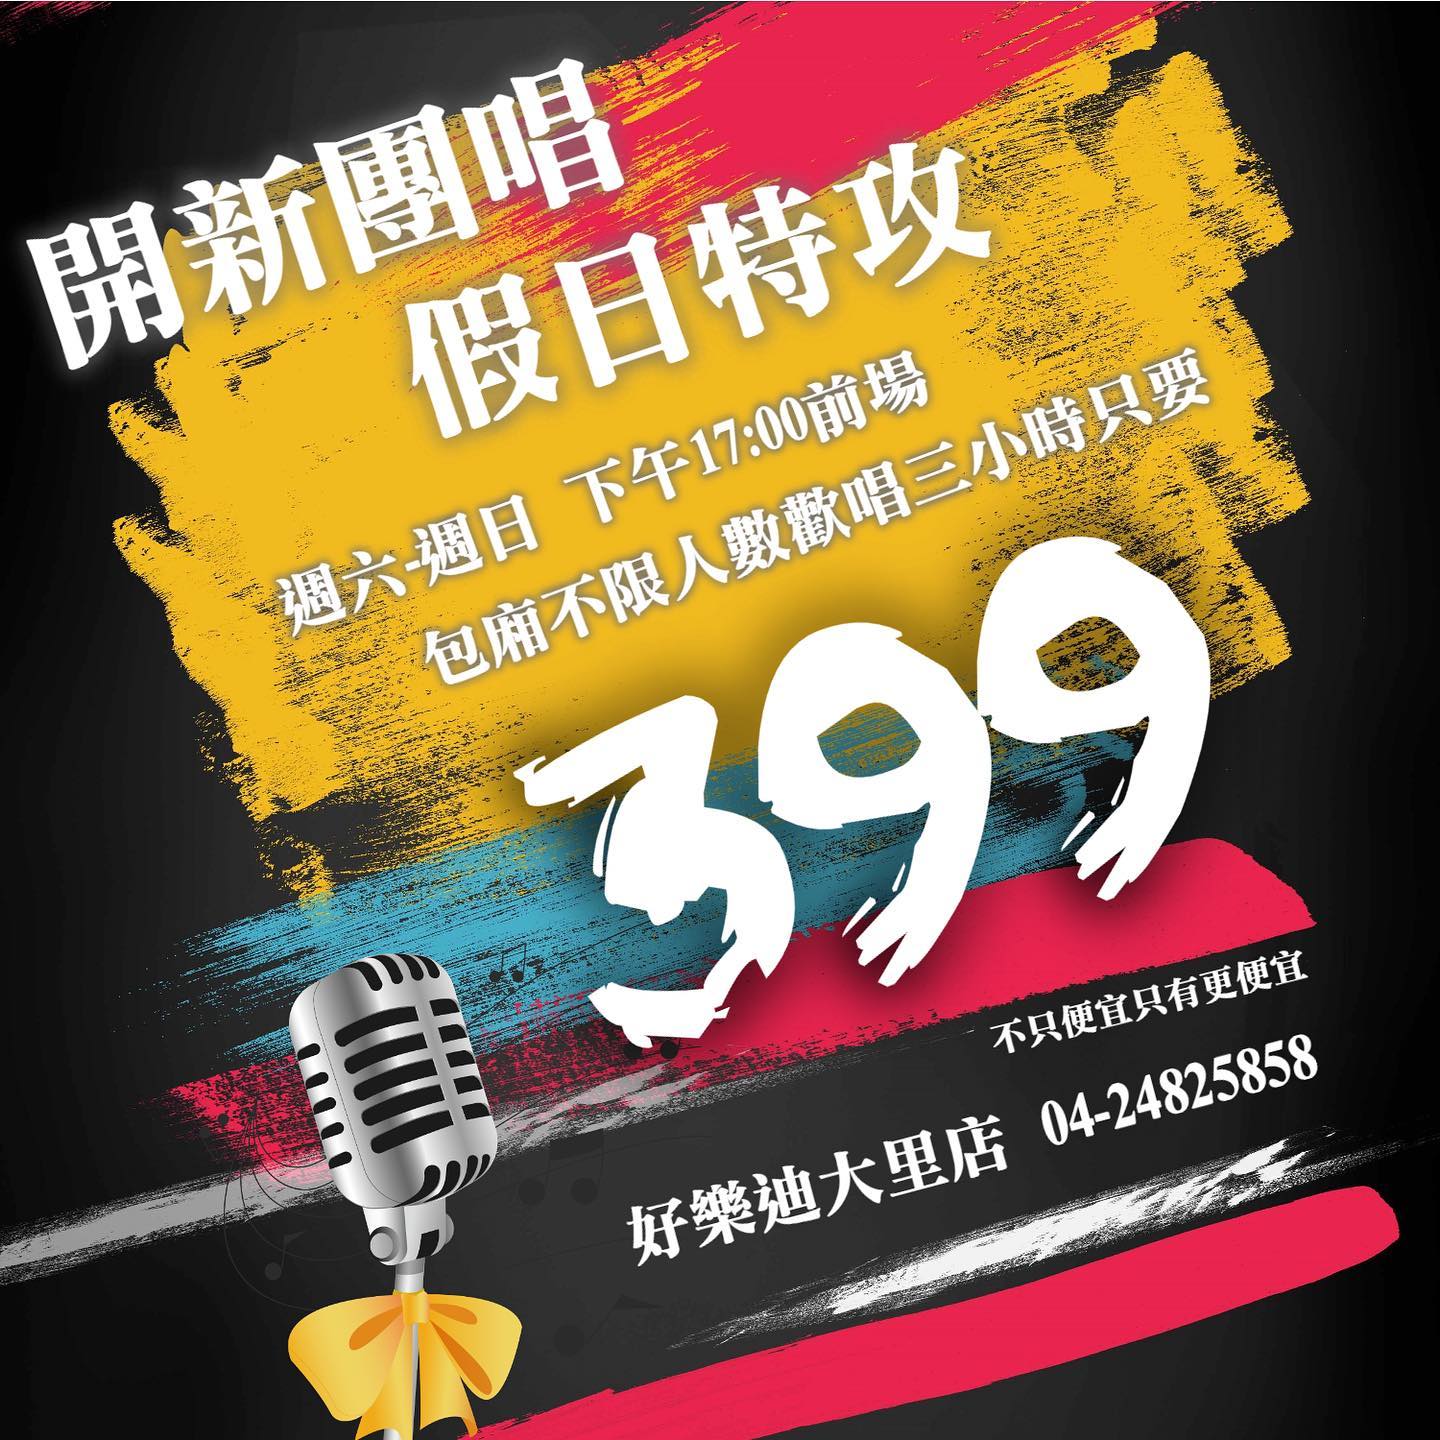 開新團唱
假日特攻
週六-週日 下午17:00前場
包廂不限人數歡唱三小時只要
399
不只便宜只有更便宜
好樂迪大里店 04-24825858